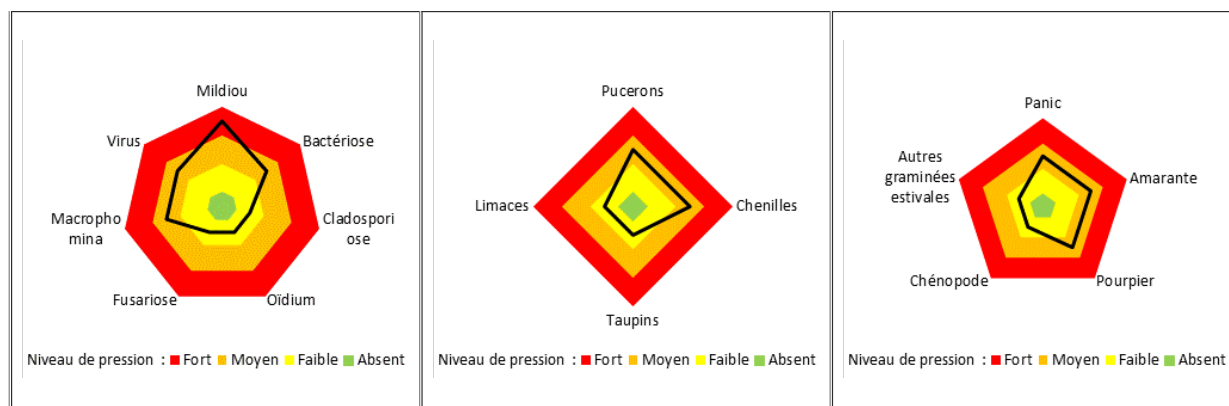 Mildiou
Virus
Bactériose
Macropho
mina
Cladospori
ose
Fusariose
Oïdium
Niveau de pression : Fort Moyen Faible Absent
Pucerons
Limaces
Chenilles
Taupins
Niveau de pression : Fort Moyen Faible Absent
Panic
Autres
graminées
estivales
Amarante
Chénopode
Pourpier
Niveau de pression : Fort Moyen Faible Absent